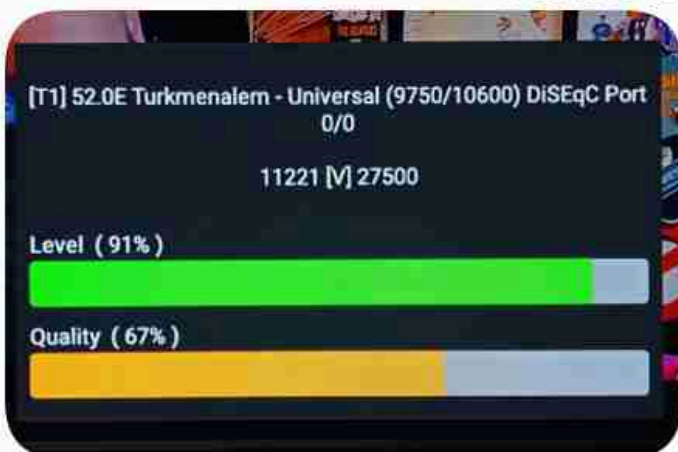 [T1] 52.0E Turkmenalem - Universal (9750/10600) DiSEqC Port
0/0
11221 [V] 27500
Level ( 91% )
Quality ( 67% )